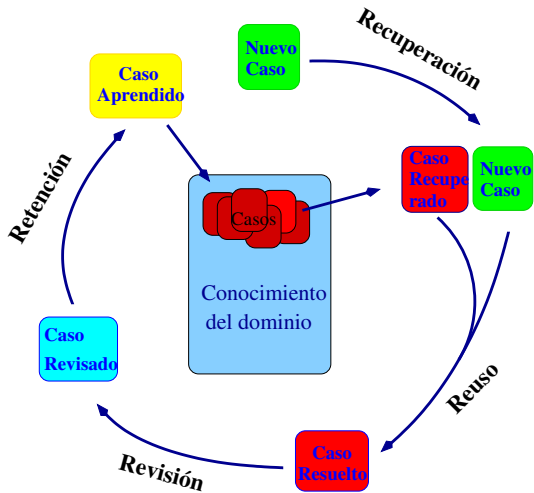 Nuevo
Caso
Recuperación
Caso
Aprendido
Caso
Recupe
rado
Nuevo
Caso
Retención
Casos
Conocimiento
del dominio
Caso
Revisado
Reuso
Caso
Resuelto
Revisión